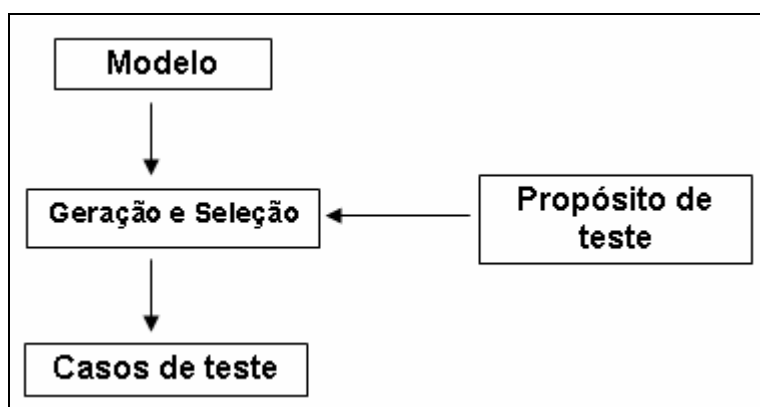 Modelo
Geração e Seleção
Propósito de
teste
Casos de teste